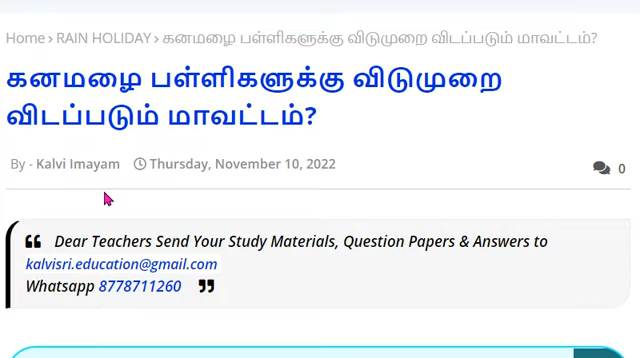 Home › RAIN HOLIDAY › கனமழை பள்ளிகளுக்கு விடுமுறை விடப்படும் மாவட்டம்?
கனமழை பள்ளிகளுக்கு விடுமுறை
விடப்படும் மாவட்டம்?
By - Kalvi Imayam Thursday, November 10, 2022 0
“ Dear Teachers Send Your Study Materials, Question Papers & Answers to
kalvisri.education@gmail.com
Whatsapp 8778711260 ”